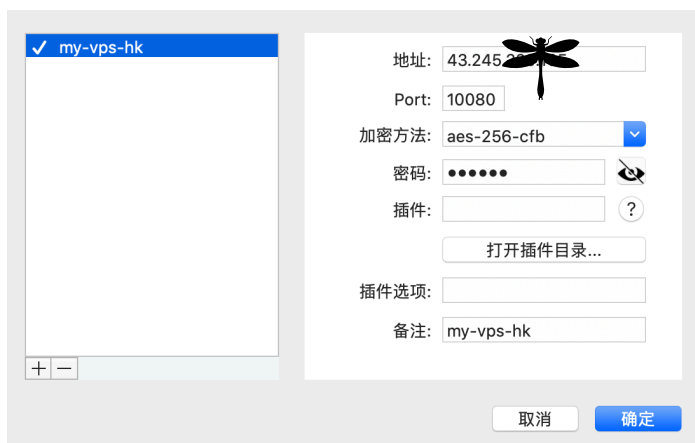 my-vps-hk
地址: 43.245.
Port: 10080
加密方法: aes-256-cfb
密码: ••••••
插件:
?
打开插件目录...
插件选项:
备注: my-vps-hk
+ −
取消 确定